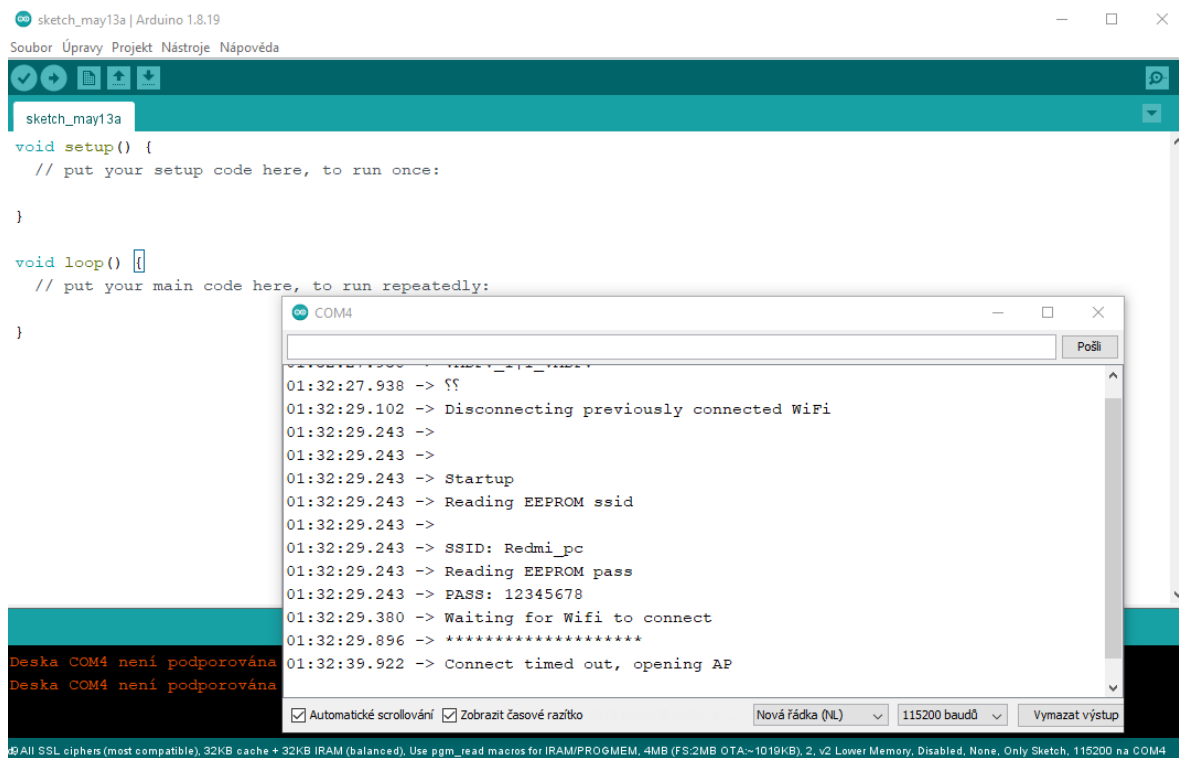 sketch_may13a | Arduino 1.8.19
Soubor Úpravy Projekt Nástroje Nápověda
sketch_may13a
void setup() {
// put your setup code here, to run once:
}
void loop() {
// put your main code here, to run repeatedly:
}
COM4
Pošli
01:32:27.938 -> ⸮⸮
01:32:29.102 -> Disconnecting previously connected WiFi
01:32:29.243 ->
01:32:29.243 ->
01:32:29.243 -> Startup
01:32:29.243 -> Reading EEPROM ssid
01:32:29.243 ->
01:32:29.243 -> SSID: Redmi_pc
01:32:29.243 -> Reading EEPROM pass
01:32:29.243 -> PASS: 12345678
01:32:29.380 -> Waiting for Wifi to connect
01:32:29.896 -> ********************
01:32:39.922 -> Connect timed out, opening AP
Deska COM4 není podporována
Deska COM4 není podporována
Automatické scrollování Zobrazit časové razítko Nová řádka (NL) 115200 baudů Vymazat výstup
All SSL ciphers (most compatible), 32KB cache + 32KB IRAM (balanced), Use pgm_read macros for IRAM/PROGMEM, 4MB (FS:2MB OTA:~1019KB), 2, v2 Lower Memory, Disabled, None, Only Sketch, 115200 na COM4